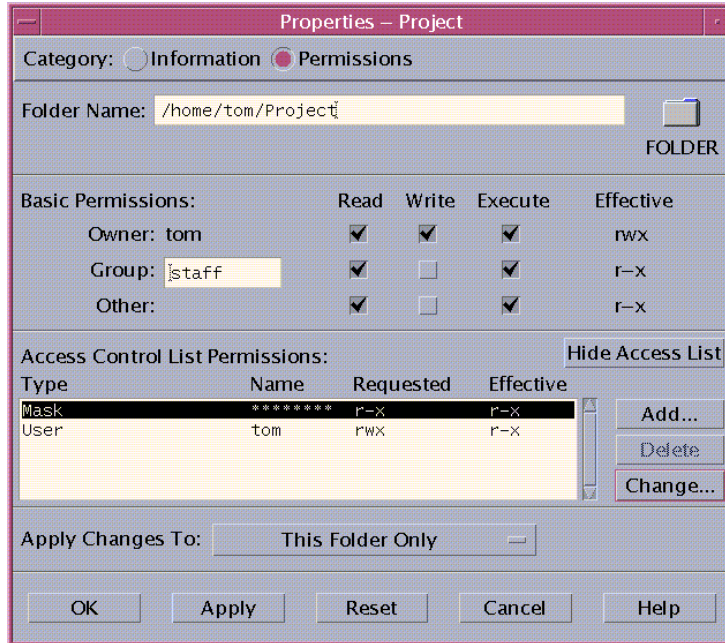 Properties – Project
Category: Information Permissions
Folder Name: /home/tom/Project
FOLDER
Basic Permissions: Read Write Execute Effective
Owner: tom rwx
Group: staff r–x
Other: r–x
Hide Access List
Access Control List Permissions:
Type Name Requested Effective
Mask ******** r-x r-x
User tom rwx r-x
Add...
Delete
Change...
Apply Changes To: This Folder Only
OK Apply Reset Cancel Help